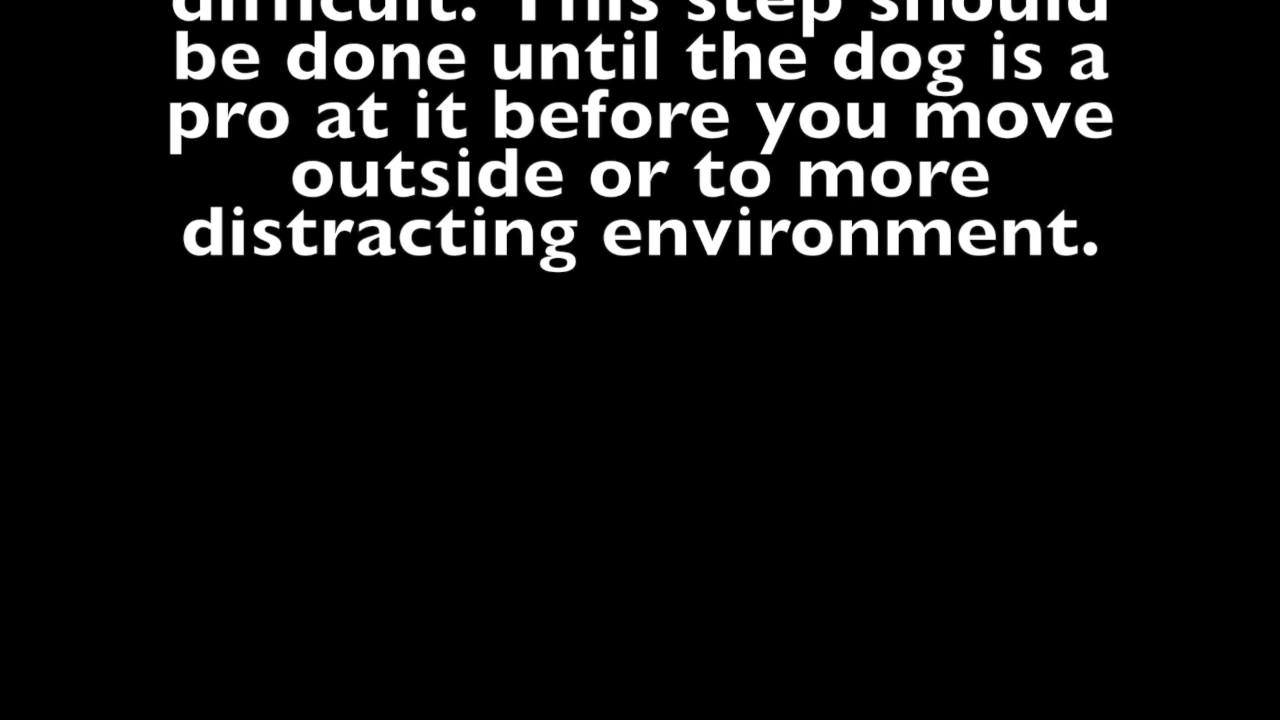 difficult. This step should
be done until the dog is a
pro at it before you move
outside or to more
distracting environment.